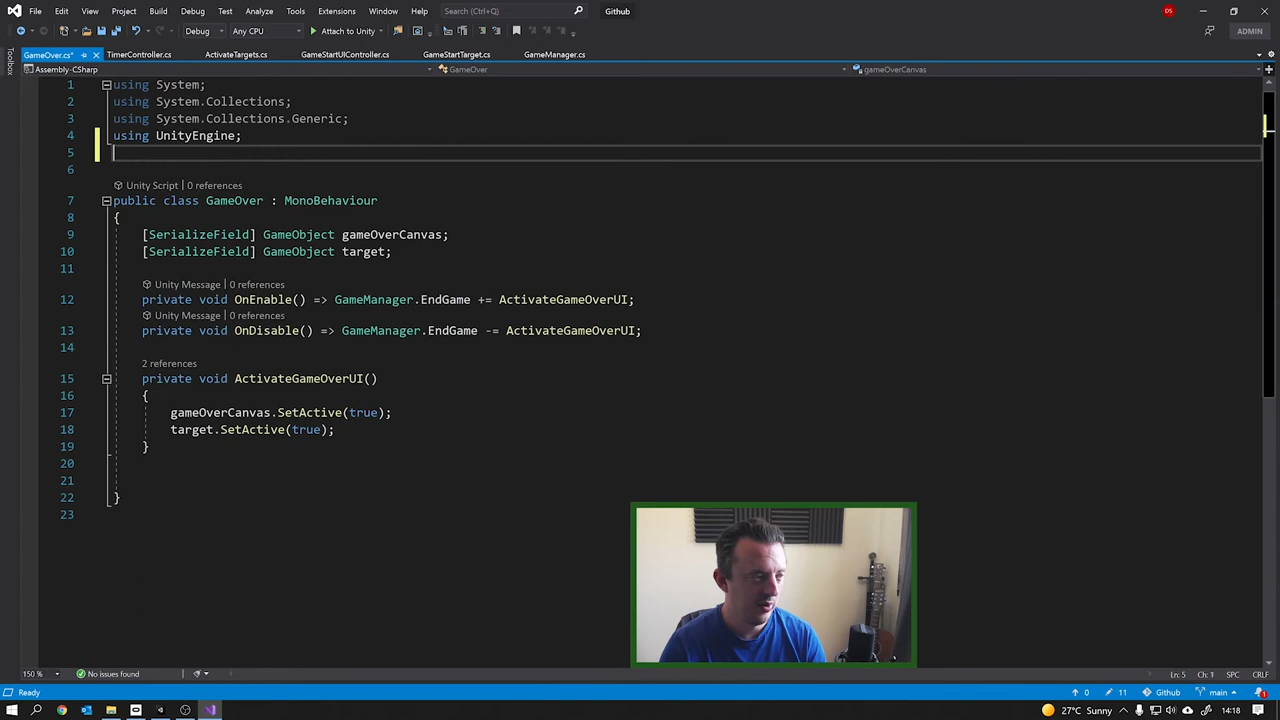 File Edit View Project Build Debug Test Analyze Tools Extensions Window Help Search (Ctrl+Q) Github DS
Debug Any CPU Attach to Unity ADMIN
GameOver.cs* TimerController.cs ActivateTargets.cs GameStartUIController.cs GameStartTarget.cs GameManager.cs
Toolbox
Assembly-CSharp GameOver gameOverCanvas
1 using System;
2 using System.Collections;
3 using System.Collections.Generic;
4 using UnityEngine;
5
6
Unity Script | 0 references
7 public class GameOver : MonoBehaviour
8 {
9 [SerializeField] GameObject gameOverCanvas;
10 [SerializeField] GameObject target;
11
Unity Message | 0 references
12 private void OnEnable() => GameManager.EndGame += ActivateGameOverUI;
Unity Message | 0 references
13 private void OnDisable() => GameManager.EndGame -= ActivateGameOverUI;
14
2 references
15 private void ActivateGameOverUI()
16 {
17 gameOverCanvas.SetActive(true);
18 target.SetActive(true);
19 }
20
21
22 }
23
150 % No issues found Ln: 5 Ch: 1 SPC CRLF
Ready 0 11 Github main
27°C Sunny 14:18